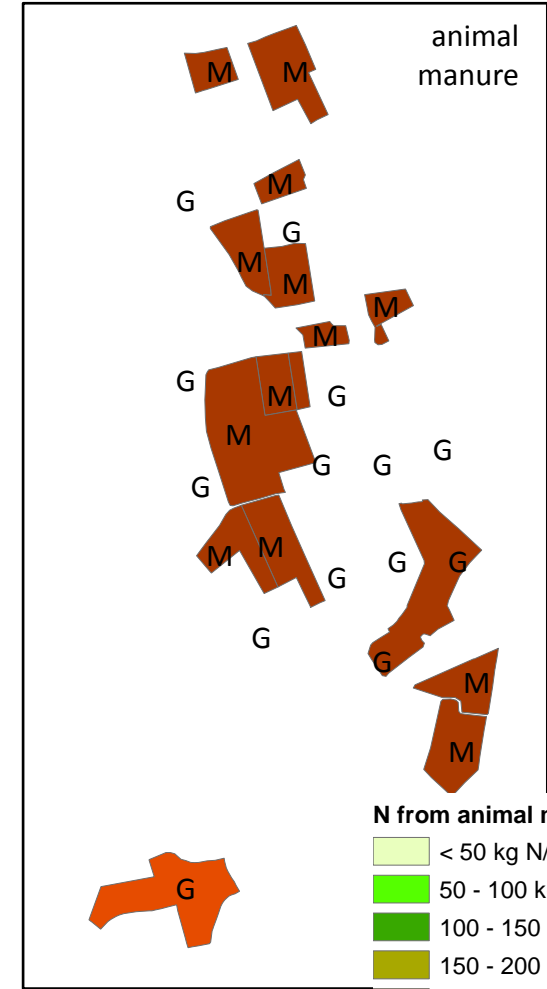 animal
manure
M M
M
G
G
M
M
M
M
G
M G
M
G G G
G
M M
G G G
G
G
M
M
N from animal
< 50 kg N/
50 - 100
100 - 150
150 - 200
G